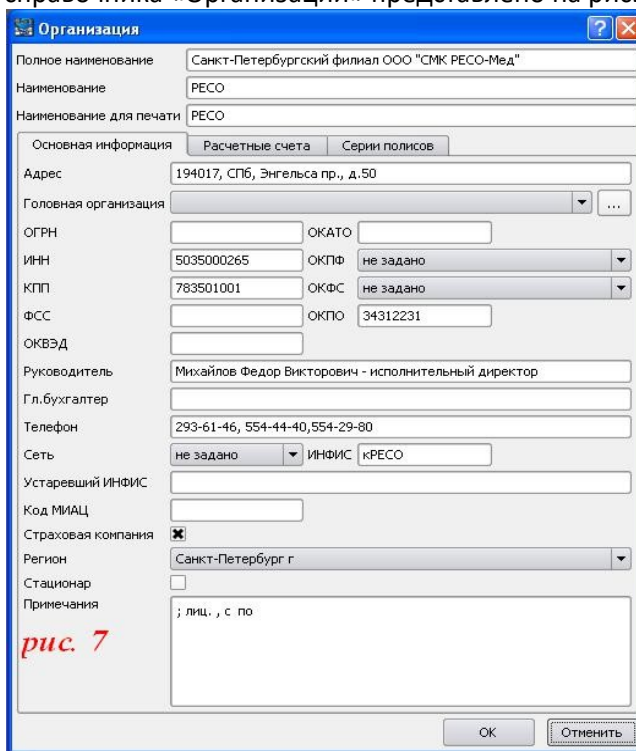 справочника «Организации» представлено на рис
Организация
Полное наименование Санкт-Петербургский филиал ООО "СМК РЕСО-Мед"
Наименование РЕСО
Наименование для печати РЕСО
Основная информация Расчетные счета Серии полисов
Адрес 194017, СПб, Энгельса пр., д.50
Головная организация ...
ОГРН ОКАТО
ИНН 5035000265 ОКПФ не задано
КПП 783501001 ОКФС не задано
ФСС ОКПО 34312231
ОКВЭД
Руководитель Михайлов Федор Викторович - исполнительный директор
Гл.бухгалтер
Телефон 293-61-46, 554-44-40,554-29-80
Сеть не задано ИНФИС кРЕСО
Устаревший ИНФИС
Код МИАЦ
Страховая компания
Регион Санкт-Петербург г
Стационар
Примечания ; лиц. , с по
рис. 7
ОК Отменить